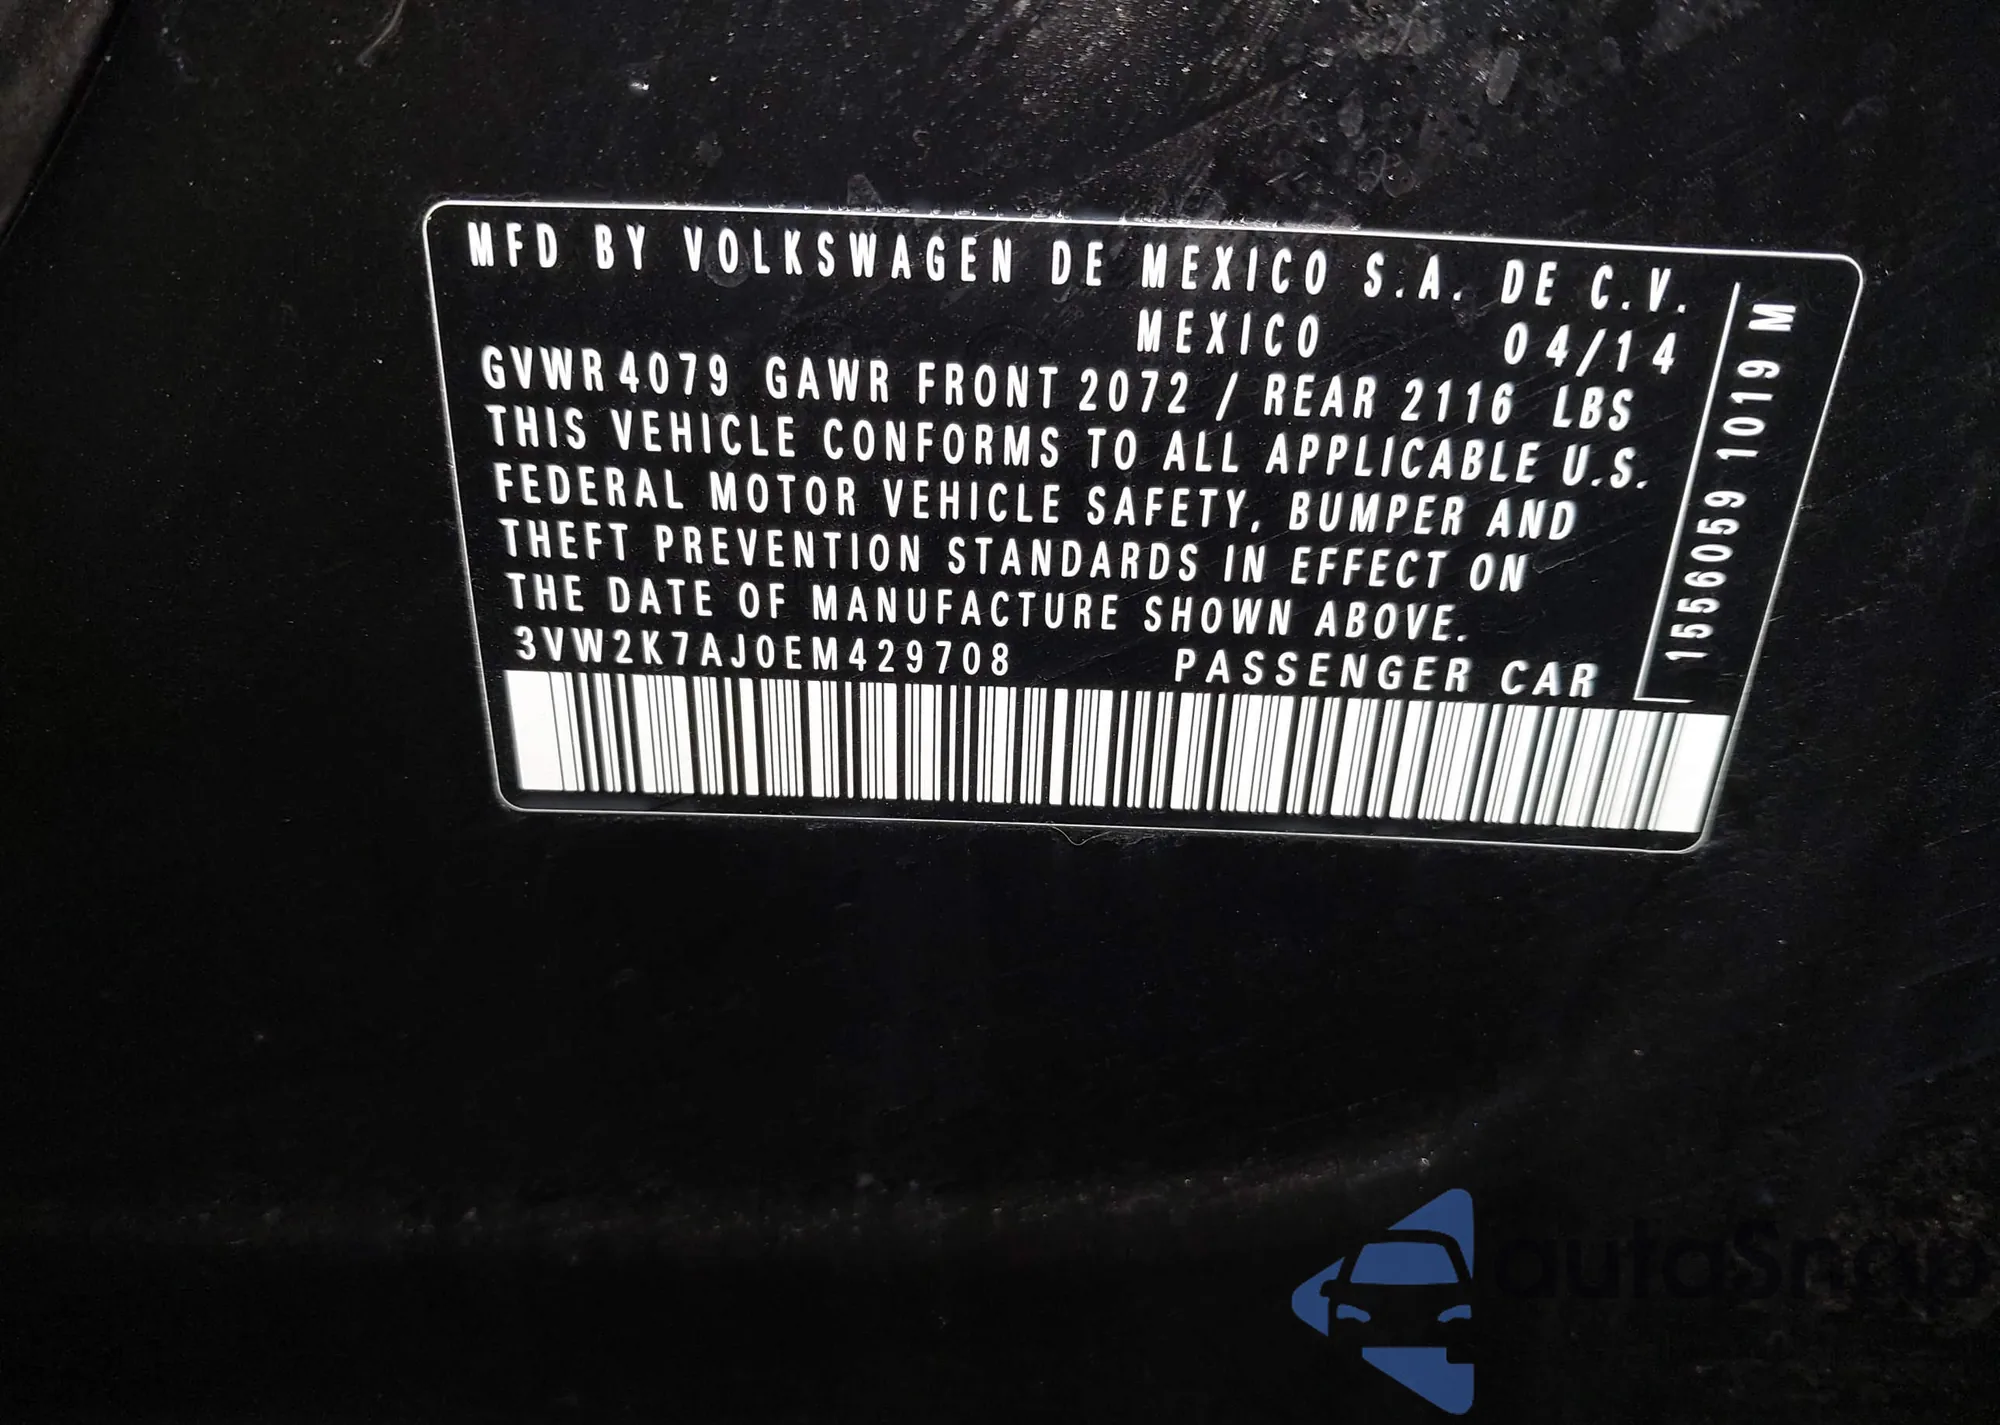 MFD BY VOLKSWAGEN DE MEXICO S.A. DE C.V.
MEXICO 04/14
GVWR 4079 GAWR FRONT 2072 / REAR 2116 LBS
THIS VEHICLE CONFORMS TO ALL APPLICABLE U.S.
FEDERAL MOTOR VEHICLE SAFETY, BUMPER AND
THEFT PREVENTION STANDARDS IN EFFECT ON
THE DATE OF MANUFACTURE SHOWN ABOVE.
3VW2K7AJ0EM429708 PASSENGER CAR
1556059 1019 M
autoSnap